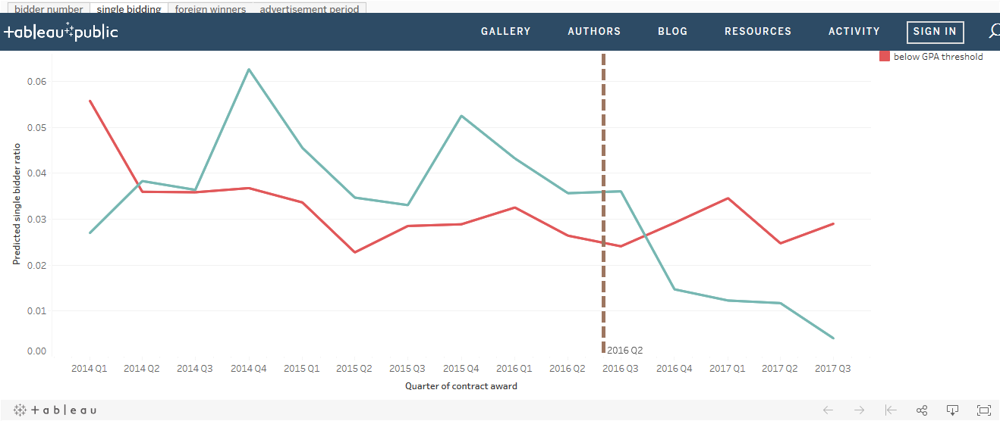 bidder number single bidding foreign winners advertisement period
+ableau public
GALLERY AUTHORS BLOG RESOURCES ACTIVITY SIGN IN
below GPA threshold
0.06
0.05
0.04
0.03
0.02
0.01
0.00
Predicted single bidder ratio
2016 Q2
2014 Q1 2014 Q2 2014 Q3 2014 Q4 2015 Q1 2015 Q2 2015 Q3 2015 Q4 2016 Q1 2016 Q2 2016 Q3 2016 Q4 2017 Q1 2017 Q2 2017 Q3
Quarter of contract award
+ableau